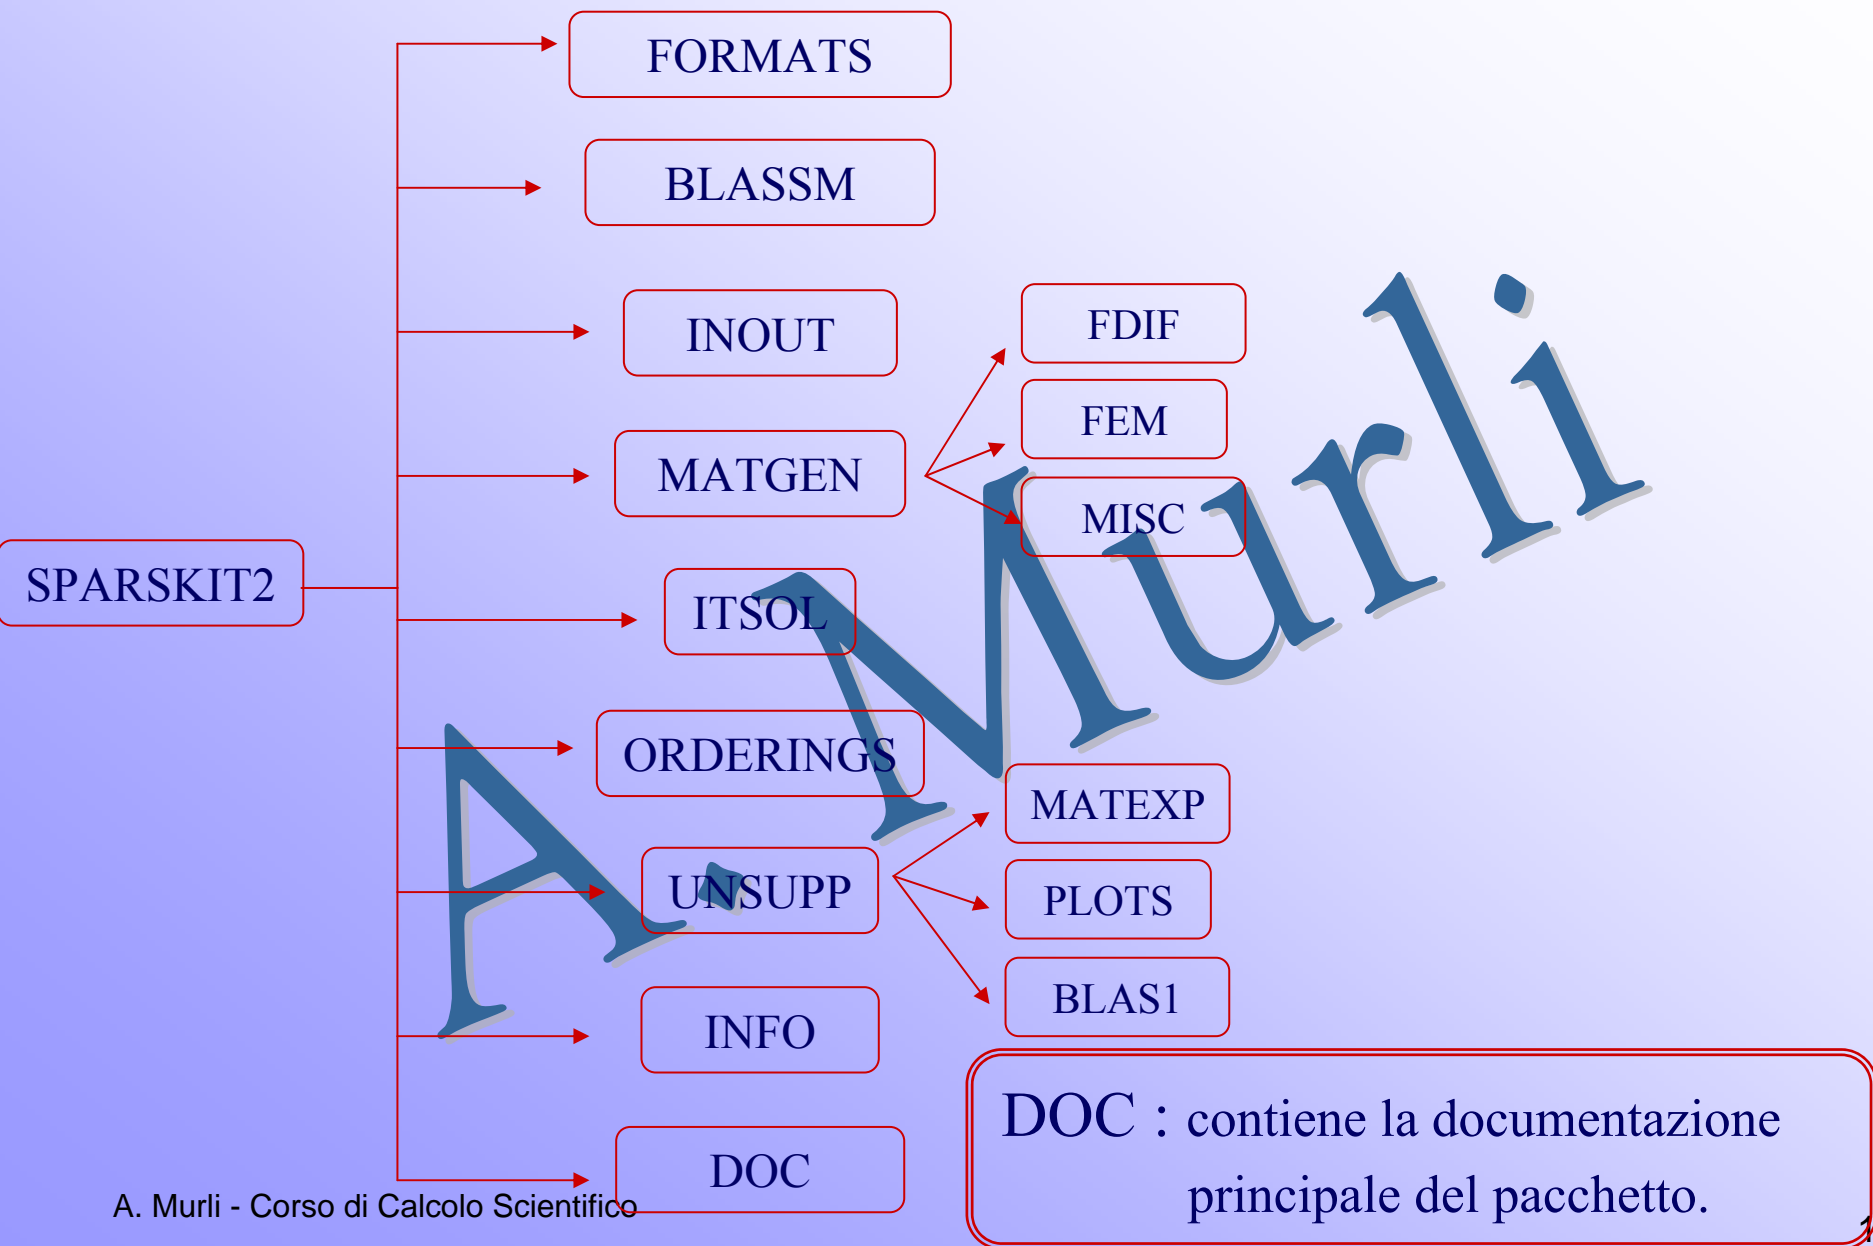 FORMATS
BLASSM
INOUT
FDIF
FEM
MATGEN
MISC
SPARSKIT2
ITSOL
ORDERINGS
MATEXP
UNSUPP
PLOTS
BLAS1
INFO
DOC
DOC : contiene la documentazione
principale del pacchetto.
A. Murli - Corso di Calcolo Scientifico
A. Murli